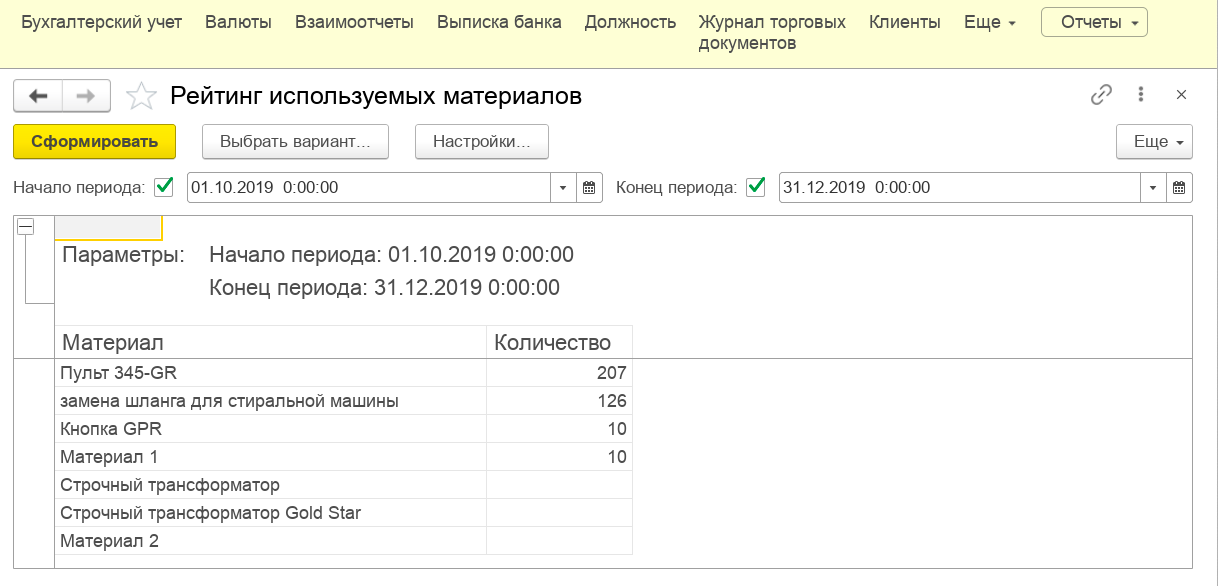 Бухгалтерский учет Валюты Взаимоотчеты Выписка банка Должность Журнал торговых документов Клиенты Еще Отчеты
Рейтинг используемых материалов
Сформировать Выбрать вариант... Настройки... Еще
Начало периода: 01.10.2019 0:00:00 Конец периода: 31.12.2019 0:00:00
Параметры: Начало периода: 01.10.2019 0:00:00
Конец периода: 31.12.2019 0:00:00
Материал Количество
Пульт 345-GR 207
замена шланга для стиральной машины 126
Кнопка GPR 10
Материал 1 10
Строчный трансформатор
Строчный трансформатор Gold Star
Материал 2